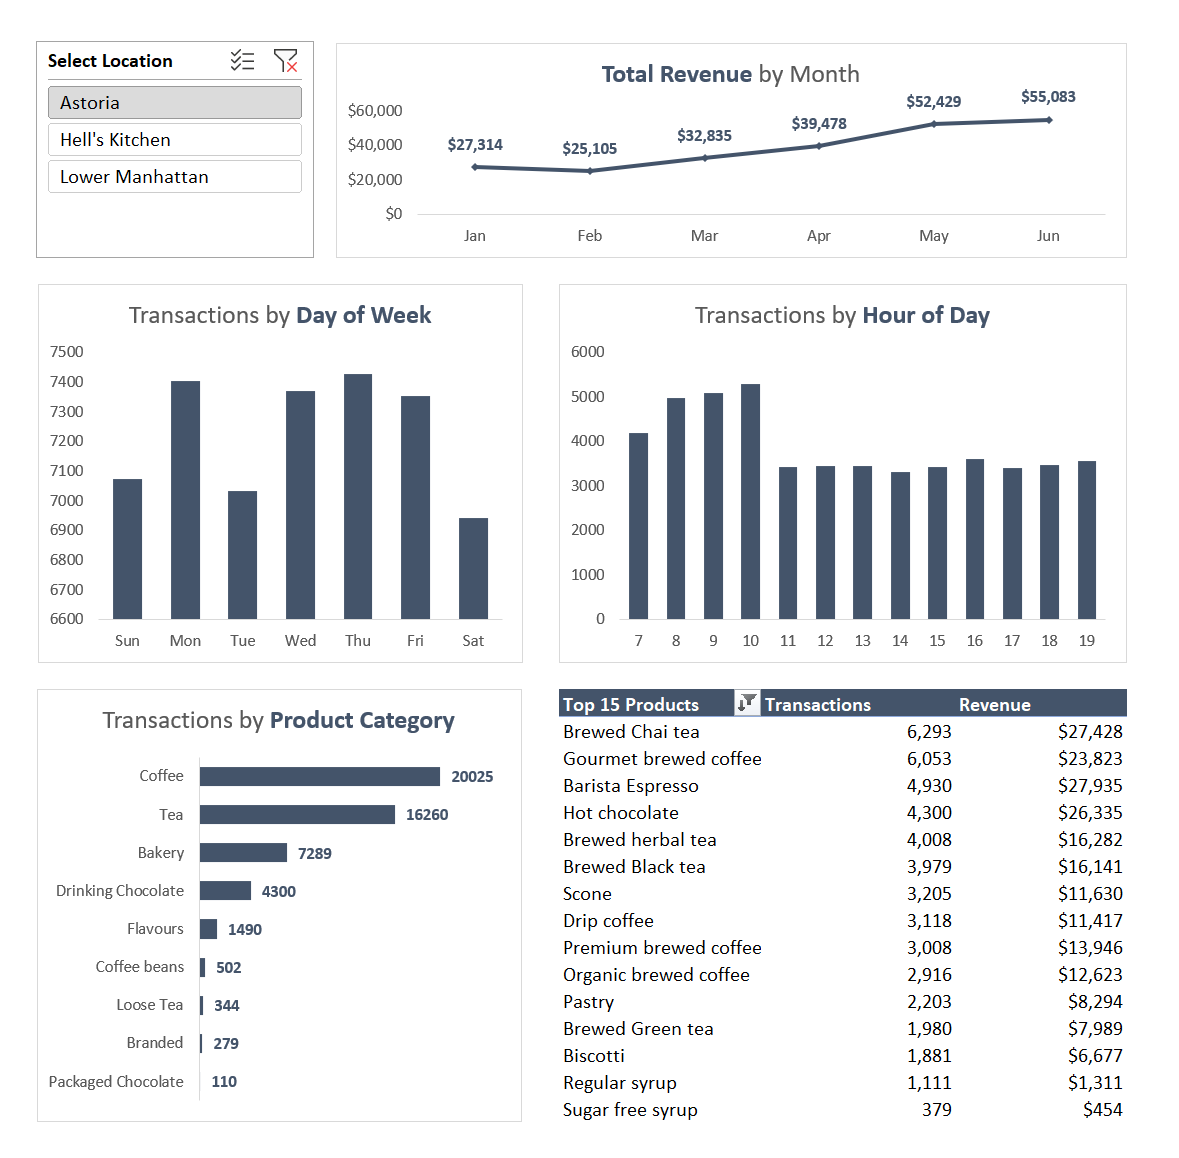 Select Location
Astoria
Hell's Kitchen
Lower Manhattan
Total Revenue by Month
$60,000
$40,000
$20,000
$0
$27,314
$25,105
$32,835
$39,478
$52,429
$55,083
Jan Feb Mar Apr May Jun
Transactions by Day of Week
7500
7400
7300
7200
7100
7000
6900
6800
6700
6600
Sun Mon Tue Wed Thu Fri Sat
Transactions by Hour of Day
6000
5000
4000
3000
2000
1000
0
7 8 9 10 11 12 13 14 15 16 17 18 19
Transactions by Product Category
Coffee 20025
Tea 16260
Bakery 7289
Drinking Chocolate 4300
Flavours 1490
Coffee beans 502
Loose Tea 344
Branded 279
Packaged Chocolate 110
Top 15 Products Transactions Revenue
Brewed Chai tea 6,293 $27,428
Gourmet brewed coffee 6,053 $23,823
Barista Espresso 4,930 $27,935
Hot chocolate 4,300 $26,335
Brewed herbal tea 4,008 $16,282
Brewed Black tea 3,979 $16,141
Scone 3,205 $11,630
Drip coffee 3,118 $11,417
Premium brewed coffee 3,008 $13,946
Organic brewed coffee 2,916 $12,623
Pastry 2,203 $8,294
Brewed Green tea 1,980 $7,989
Biscotti 1,881 $6,677
Regular syrup 1,111 $1,311
Sugar free syrup 379 $454